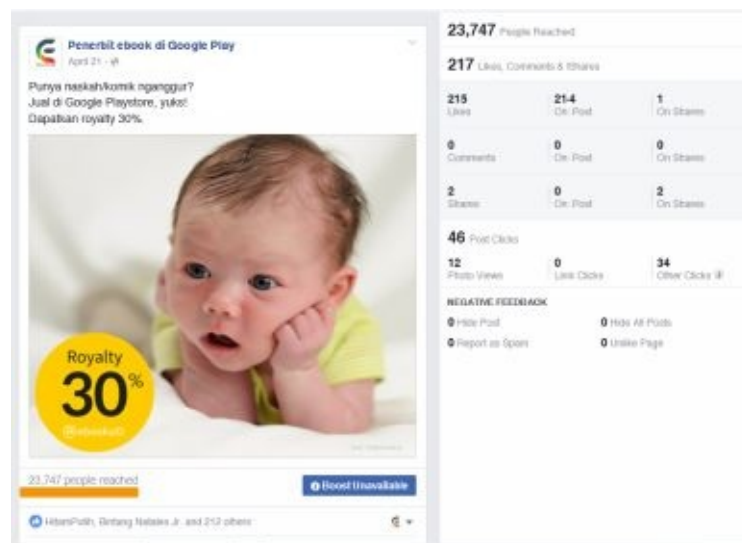 Penerbit ebook di Google Play
April 21
Punya naskah/komik nganggur?
Jual di Google Playstore, yuks!
Dapatkan royalty 30%.
Royalty
30%
23,747 people reached
Boost Unavailable
HitamPutih, Bintang Natales Jr. and 212 others
23,747 People Reached
217 Likes, Comments & Shares
215 214 1
Likes On Post On Shares
0 0 0
Comments On Post On Shares
2 0 2
Shares On Post On Shares
46 Post Clicks
12 0 34
Photo Views Link Clicks Other Clicks
NEGATIVE FEEDBACK
0 Hide Post 0 Hide All Posts
0 Report as Spam 0 Unlike Page